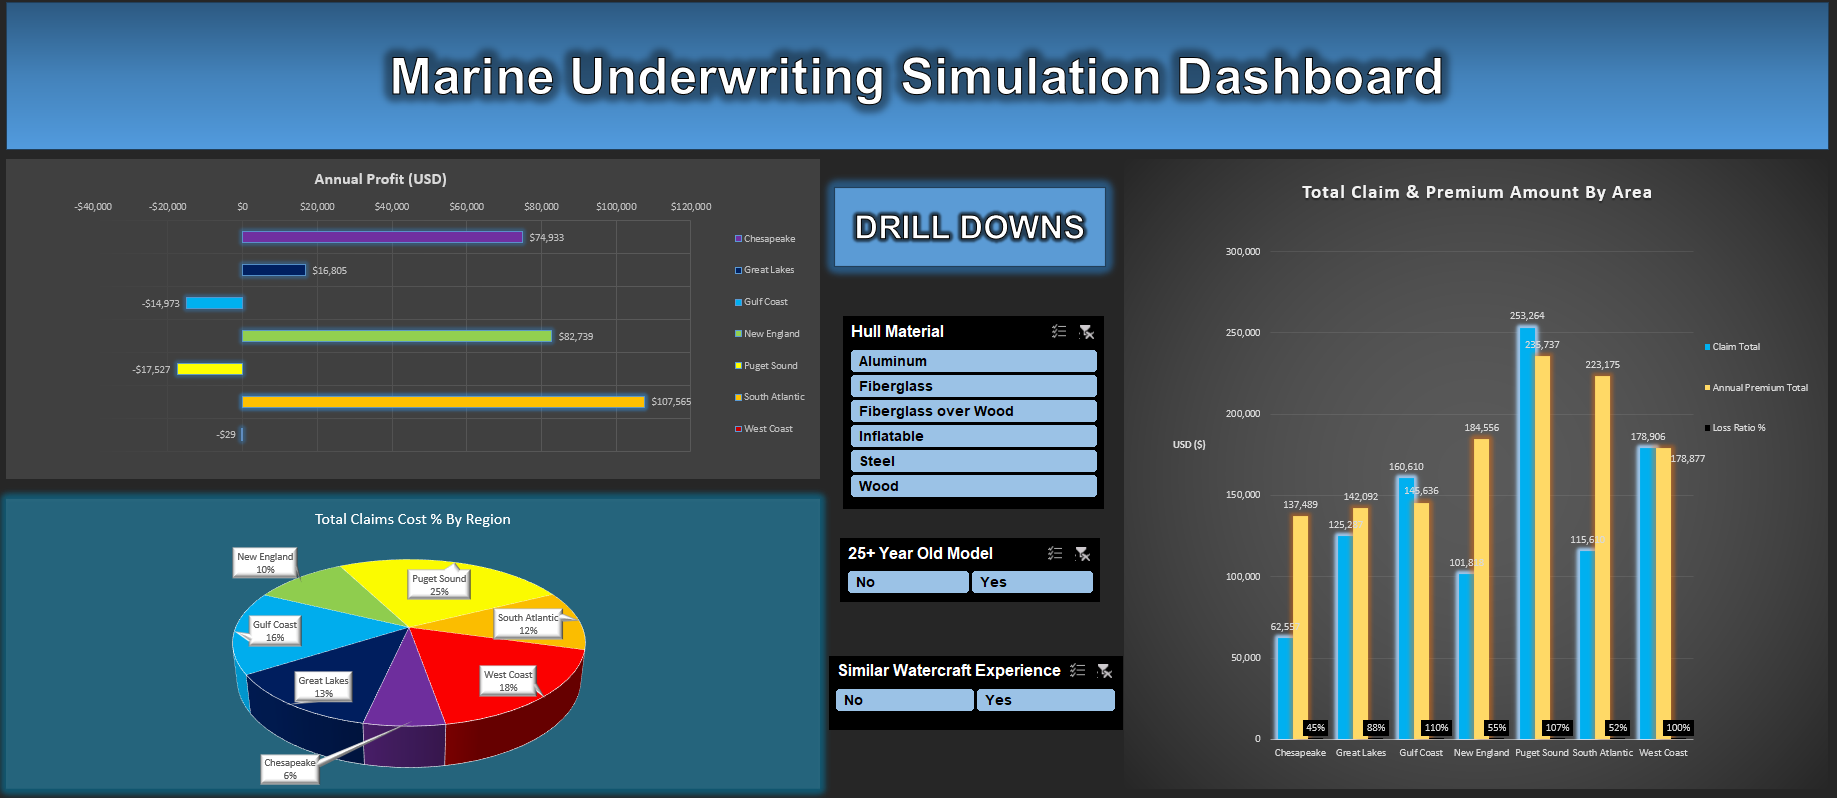 Marine Underwriting Simulation Dashboard
Annual Profit (USD)
-$40,000 -$20,000 $0 $20,000 $40,000 $60,000 $80,000 $100,000 $120,000
$74,933
$16,805
-$14,973
$82,739
-$17,527
$107,565
-$29
Chesapeake
Great Lakes
Gulf Coast
New England
Puget Sound
South Atlantic
West Coast
Total Claims Cost % By Region
New England
10%
Puget Sound
25%
Gulf Coast
16%
South Atlantic
12%
Great Lakes
13%
West Coast
18%
Chesapeake
6%
DRILL DOWNS
Hull Material
Aluminum
Fiberglass
Fiberglass over Wood
Inflatable
Steel
Wood
25+ Year Old Model
No Yes
Similar Watercraft Experience
No Yes
Total Claim & Premium Amount By Area
USD ($)
300,000
250,000
200,000
150,000
100,000
50,000
0
137,489
142,092
160,610
145,636
184,556
253,264
235,737
223,175
178,906
178,877
45% 88% 110% 55% 107% 52% 100%
Chesapeake Great Lakes Gulf Coast New England Puget Sound South Atlantic West Coast
Claim Total
Annual Premium Total
Loss Ratio %